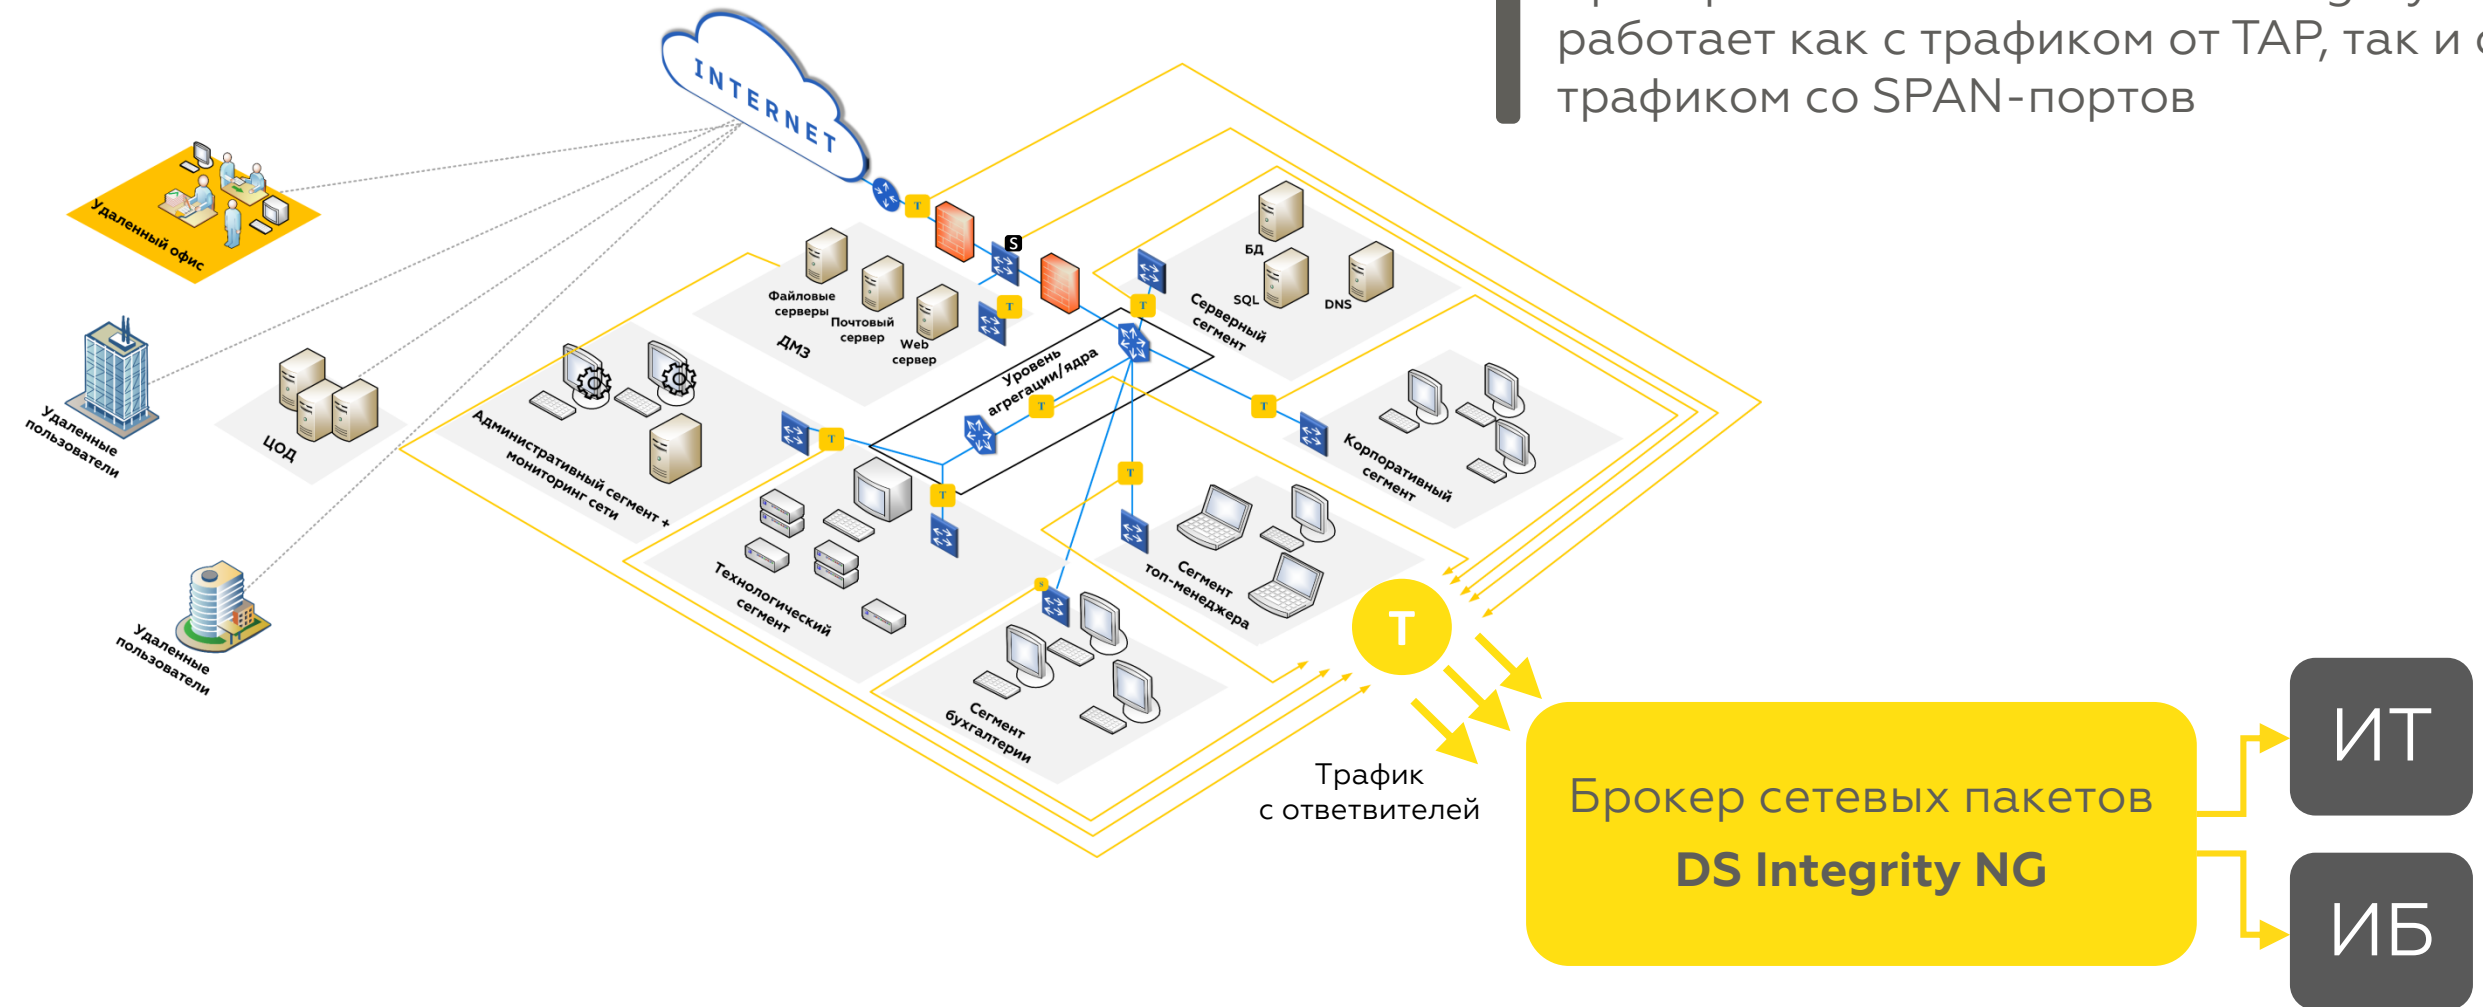 работает как с трафиком от TAP, так и с
трафиком со SPAN-портов
INTERNET
Удаленный офис
T
S
БД
SQL
DNS
Серверный
сегмент
T
Файловые
серверы
Почтовый
сервер
Web
сервер
ДМЗ
T
Уровень
агрегации/ядра
T
T
Удаленные
пользователи
ЦОД
Административный сегмент +
мониторинг сети
T
T
T
Корпоративный
сегмент
Технологический
сегмент
Сегмент
топ-менеджера
S
Удаленные
пользователи
Сегмент
бухгалтерии
T
Трафик
с ответвителей
Брокер сетевых пакетов
DS Integrity NG
ИТ
ИБ